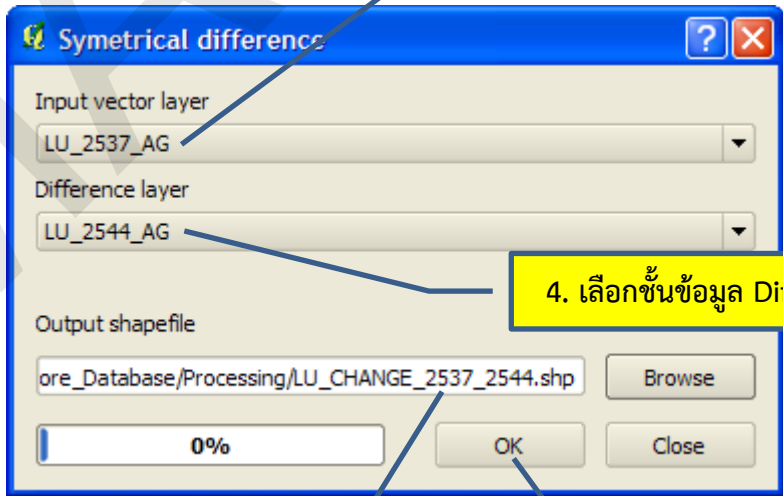 Symetrical difference
Input vector layer
LU_2537_AG
Difference layer
LU_2544_AG
4. เลือกชั้นข้อมูล
Output shapefile
ore_Database/Processing/LU_CHANGE_2537_2544.shp
Browse
0%
OK
Close